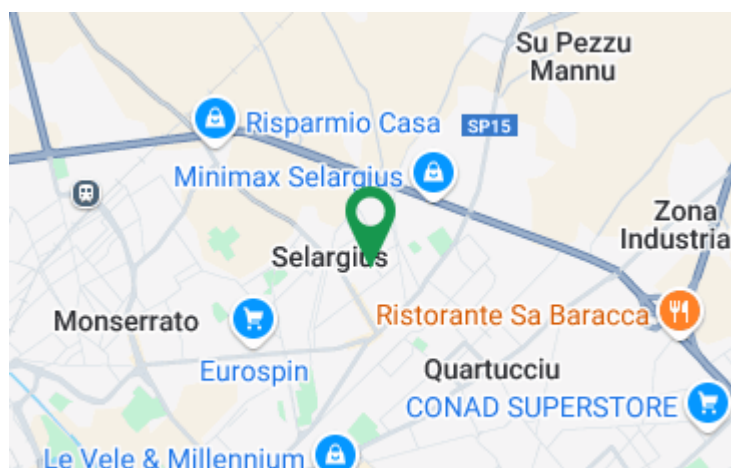 Su Pezzu
Mannu
Risparmio Casa
SP15
Minimax Selargius
Zona
Industria
Selargius
Ristorante Sa Baracca
Monserrato
Eurospin
Quartucciu
CONAD SUPERSTORE
Le Vele & Millennium